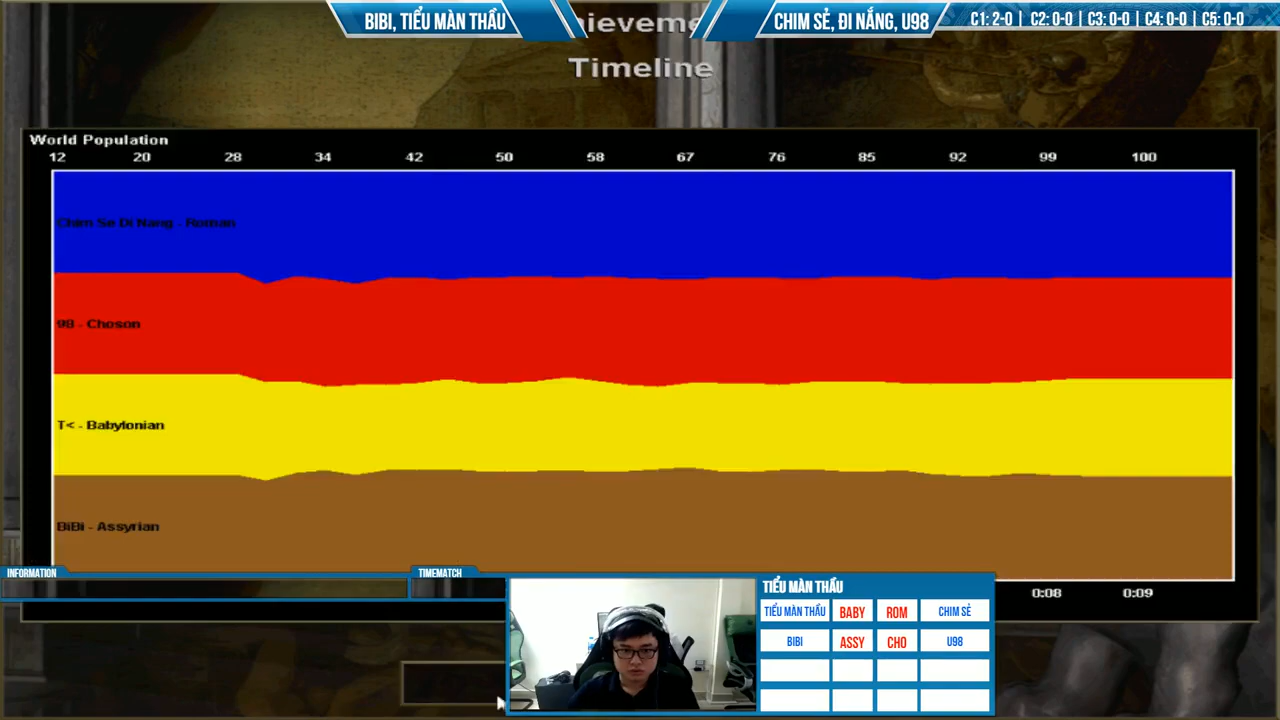 BIBI, TIỂU MÀN THẦU
CHIM SẺ, ĐI NẮNG, U98
C1: 2-0 | C2: 0-0 | C3: 0-0 | C4: 0-0 | C5: 0-0
Timeline
World Population
12 20 28 34 42 50 58 67 76 85 92 99 100
Chim Se Di Nang - Roman
98 - Choson
T< - Babylonian
BiBi - Assyrian
0:08 0:09
INFORMATION
TIMEMATCH
TIỂU MÀN THẦU
TIỂU MÀN THẦU BABY ROM CHIM SẺ
BIBI ASSY CHO U98